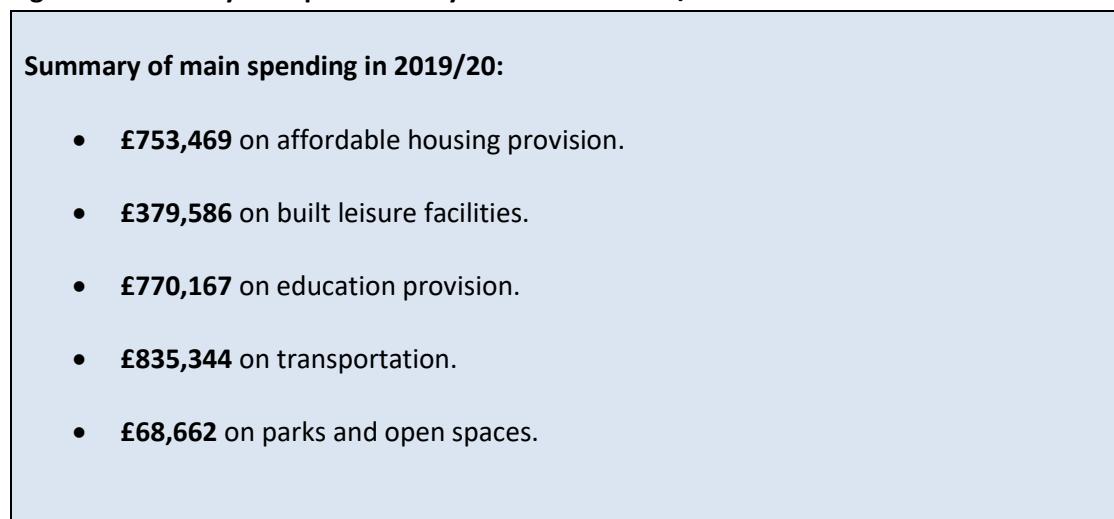 Summary of main spending in 2019/20:
• £753,469 on affordable housing provision.
• £379,586 on built leisure facilities.
• £770,167 on education provision.
• £835,344 on transportation.
• £68,662 on parks and open spaces.